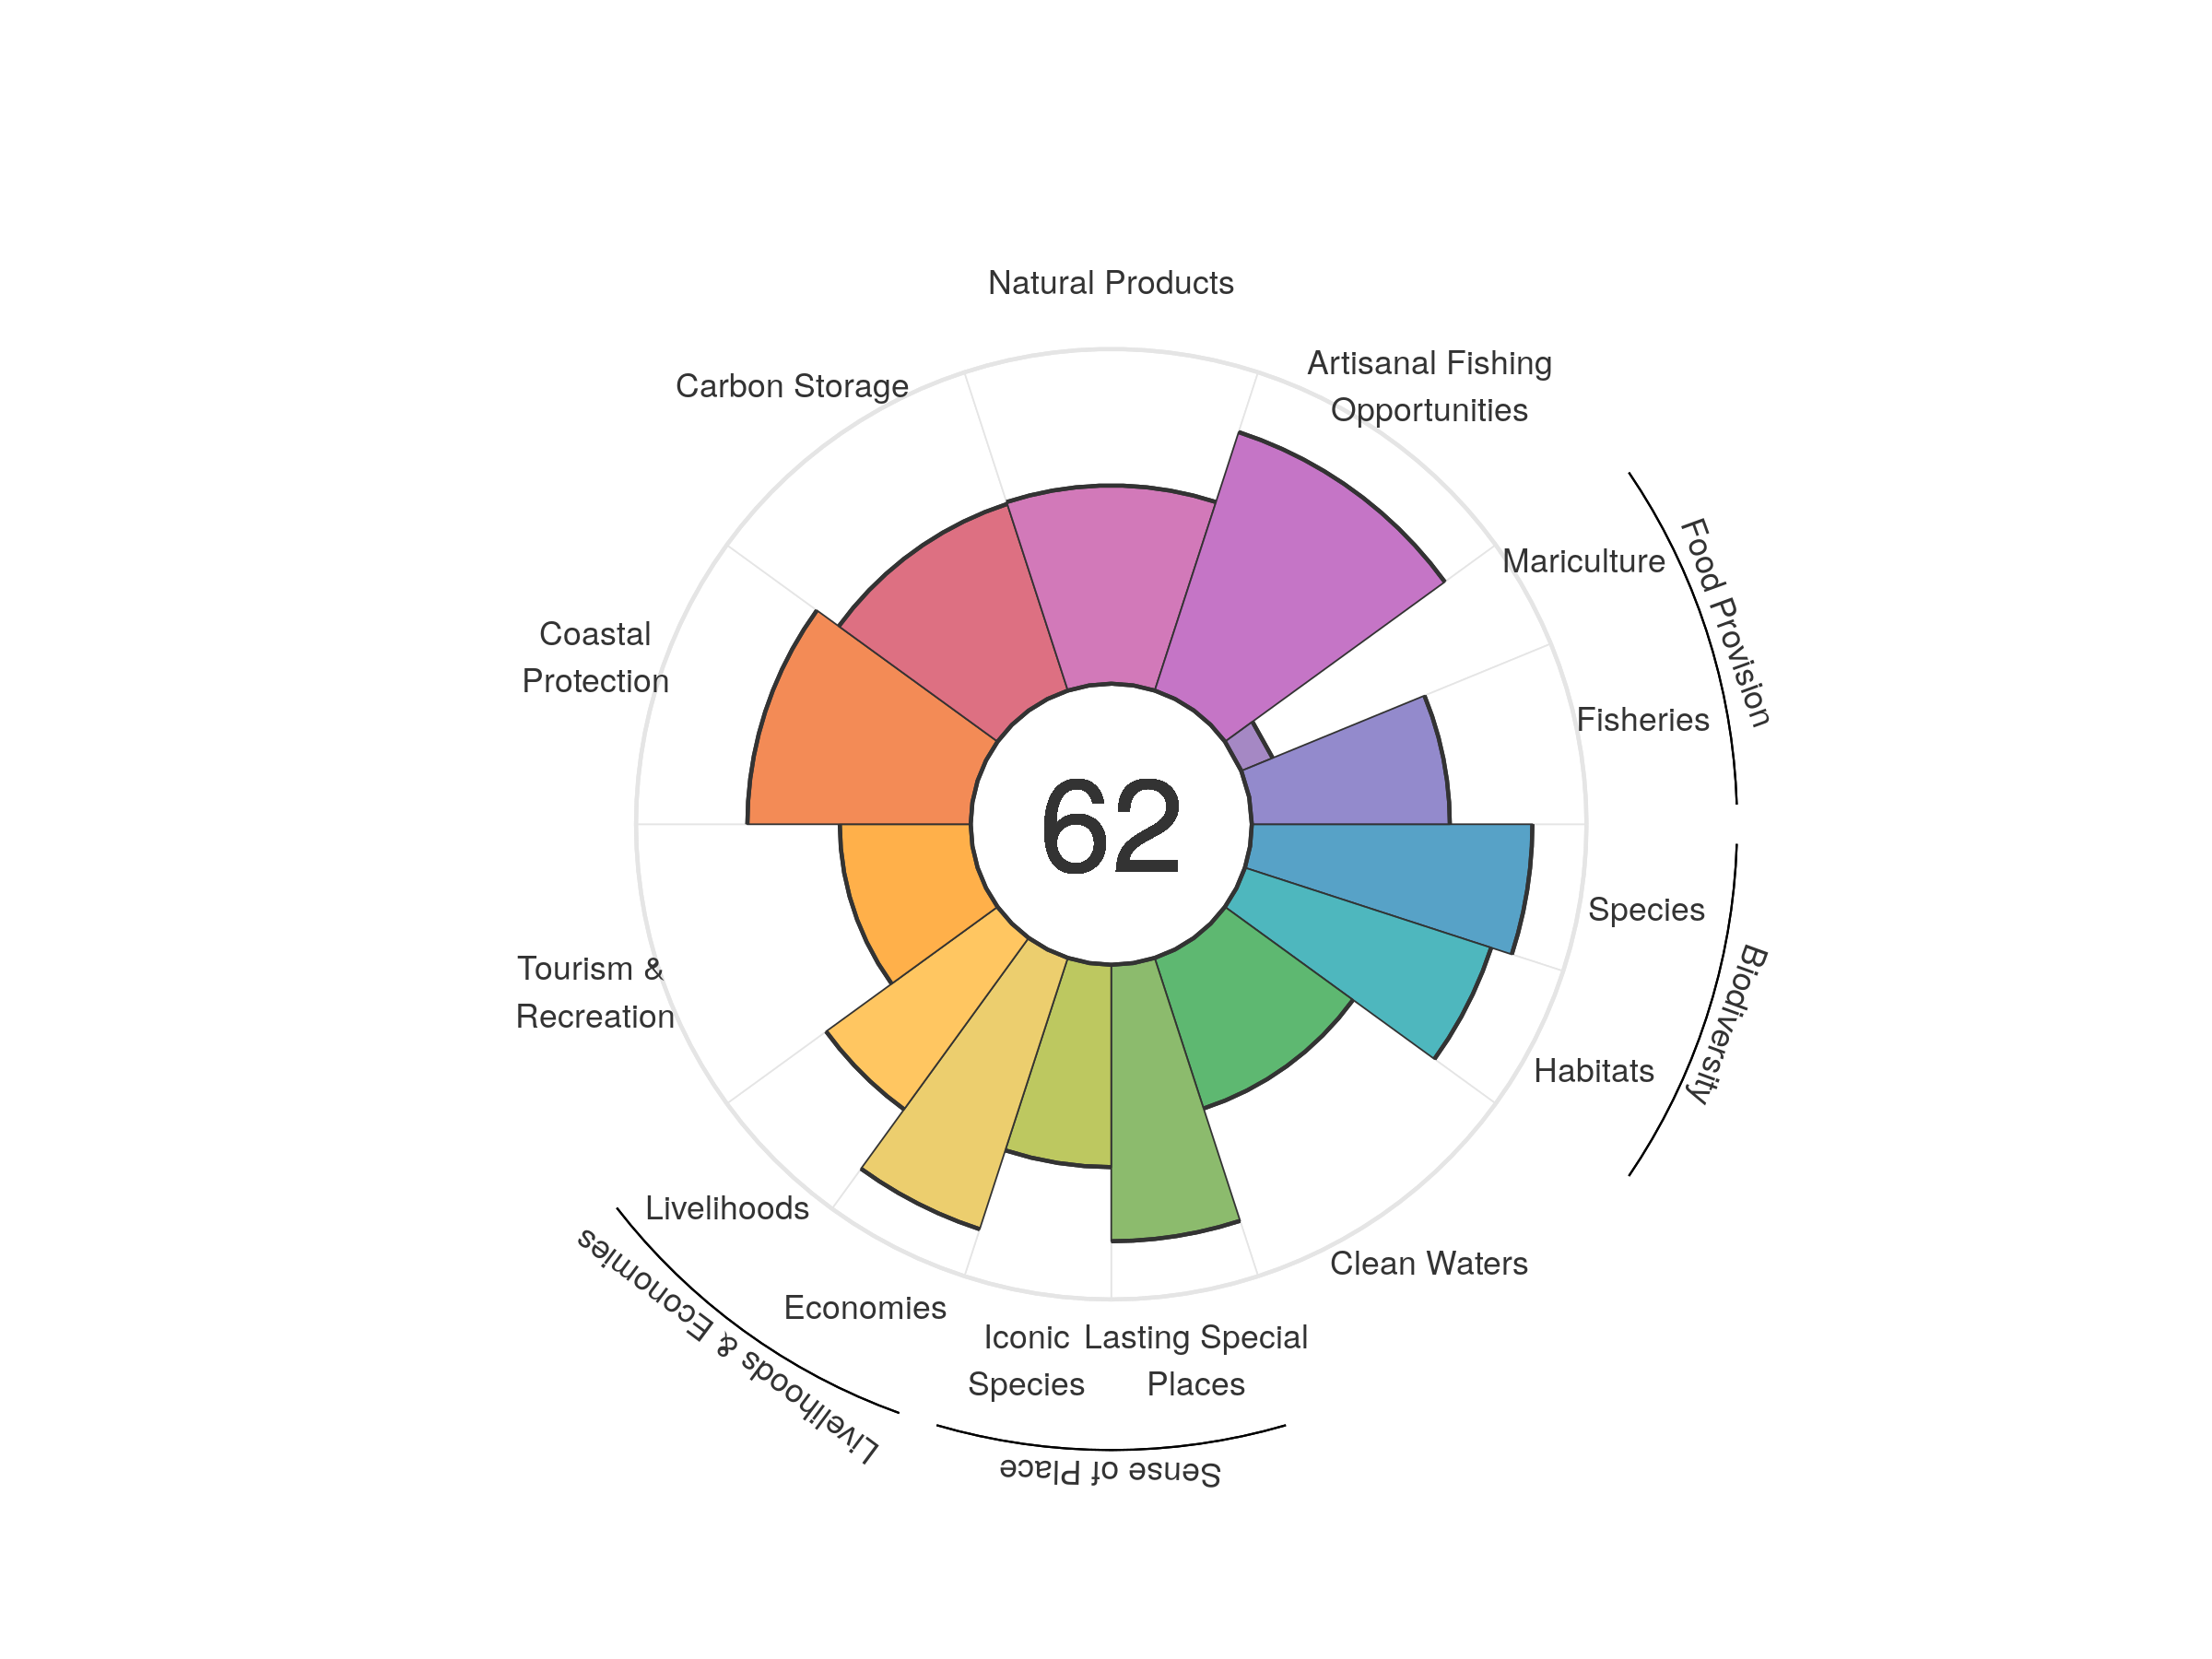 Natural Products
Artisanal Fishing
Opportunities
Carbon Storage
Mariculture
Food Provision
Coastal
Protection
Fisheries
62
Species
Biodiversity
Tourism &
Recreation
Habitats
Livelihoods
Clean Waters
Livelihoods & Economies
Economies
Iconic
Species
Lasting Special
Places
Sense of Place